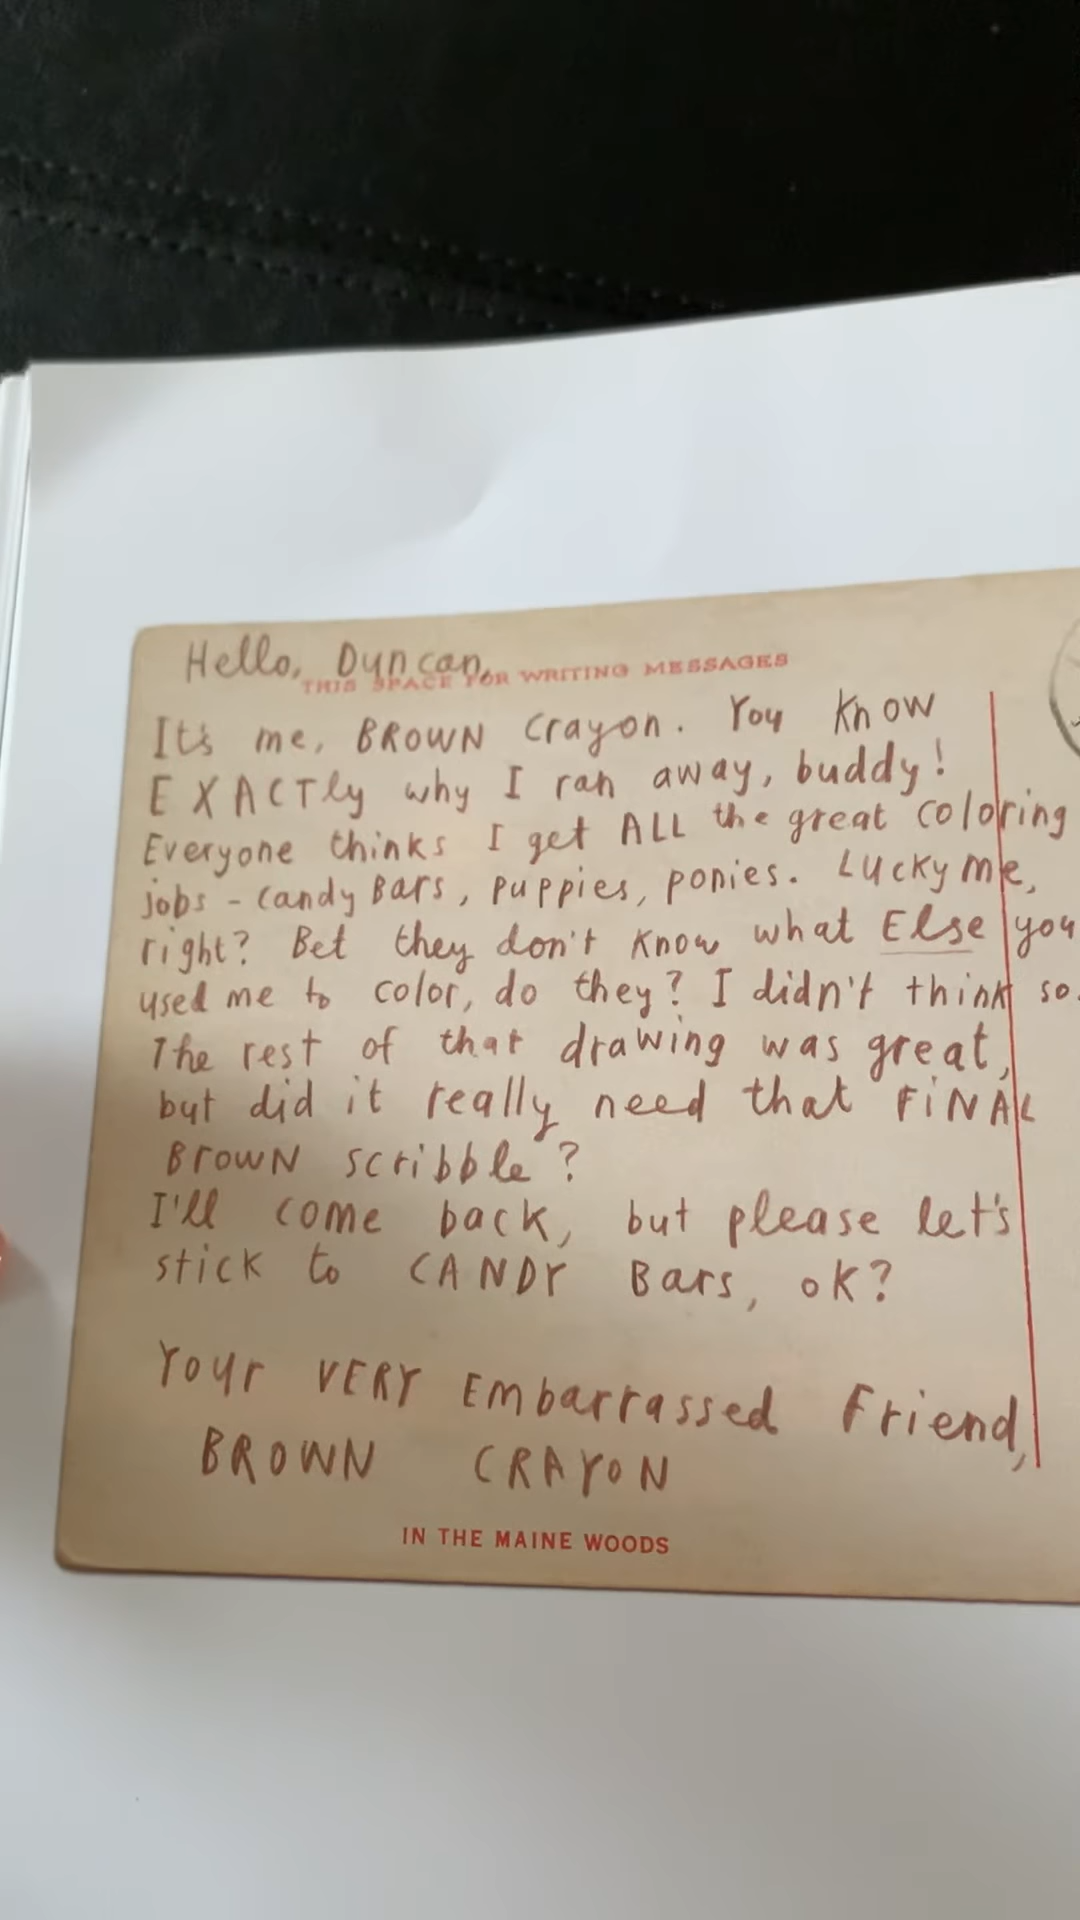 Hello, Duncan,
THIS SPACE FOR WRITING MESSAGES
It's me, BROWN Crayon. You know
EXACTly why I ran away, buddy!
Everyone thinks I get ALL the great coloring
jobs - Candy Bars, puppies, ponies. Lucky me,
right? Bet they don't know what Else you
used me to color, do they? I didn't think so.
The rest of that drawing was great,
but did it really need that FiNAL
BrowN scribble?
I'll come back, but please let's
stick to CANDY Bars, ok?
Your VERY Embarrassed Friend,
BROWN CRAYON
IN THE MAINE WOODS